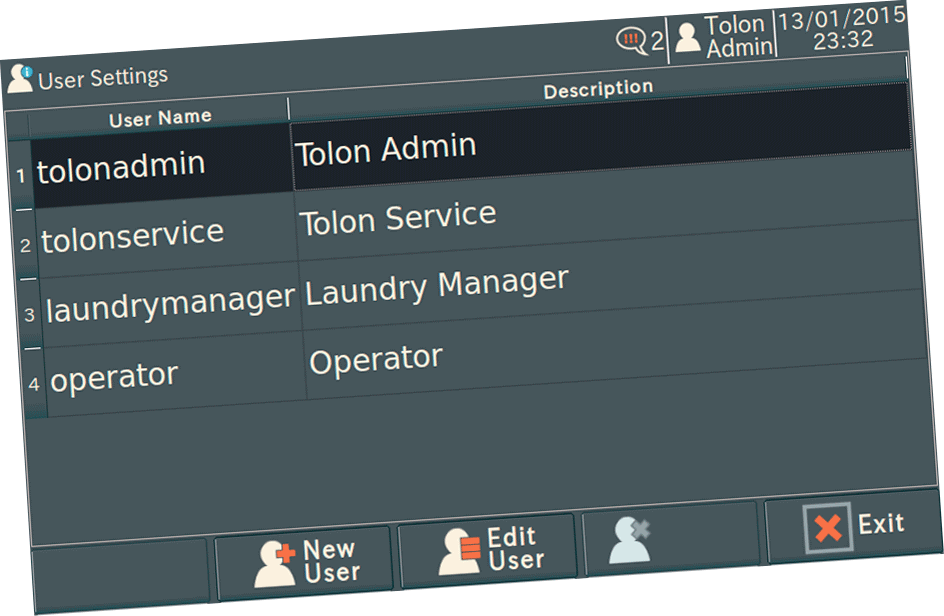 User Settings
!!! 2
Tolon
Admin
13/01/2015
23:32
User Name Description
1 tolonadmin Tolon Admin
2 tolonservice Tolon Service
3 laundrymanager Laundry Manager
4 operator Operator
New
User
Edit
User
Exit